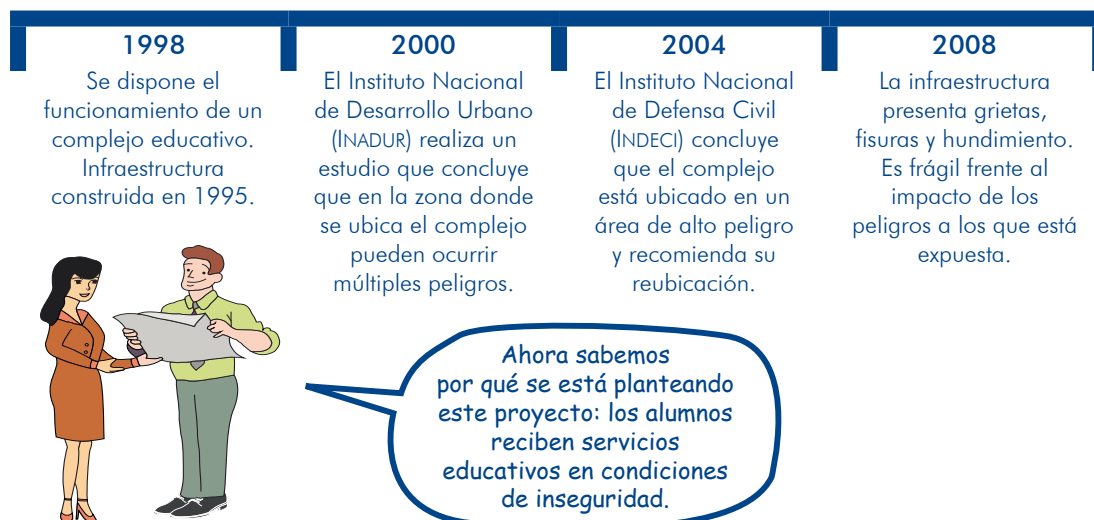 1998
Se dispone el
funcionamiento de un
complejo educativo.
Infraestructura
construida en 1995.
2000
El Instituto Nacional
de Desarrollo Urbano
(INADUR) realiza un
estudio que concluye
que en la zona donde
se ubica el complejo
pueden ocurrir
múltiples peligros.
2004
El Instituto Nacional
de Defensa Civil
(INDECI) concluye
que el complejo
está ubicado en un
área de alto peligro
y recomienda su
reubicación.
2008
La infraestructura
presenta grietas,
fisuras y hundimiento.
Es frágil frente al
impacto de los
peligros a los que está
expuesta.
Ahora sabemos
por qué se está planteando
este proyecto: los alumnos
reciben servicios
educativos en condiciones
de inseguridad.